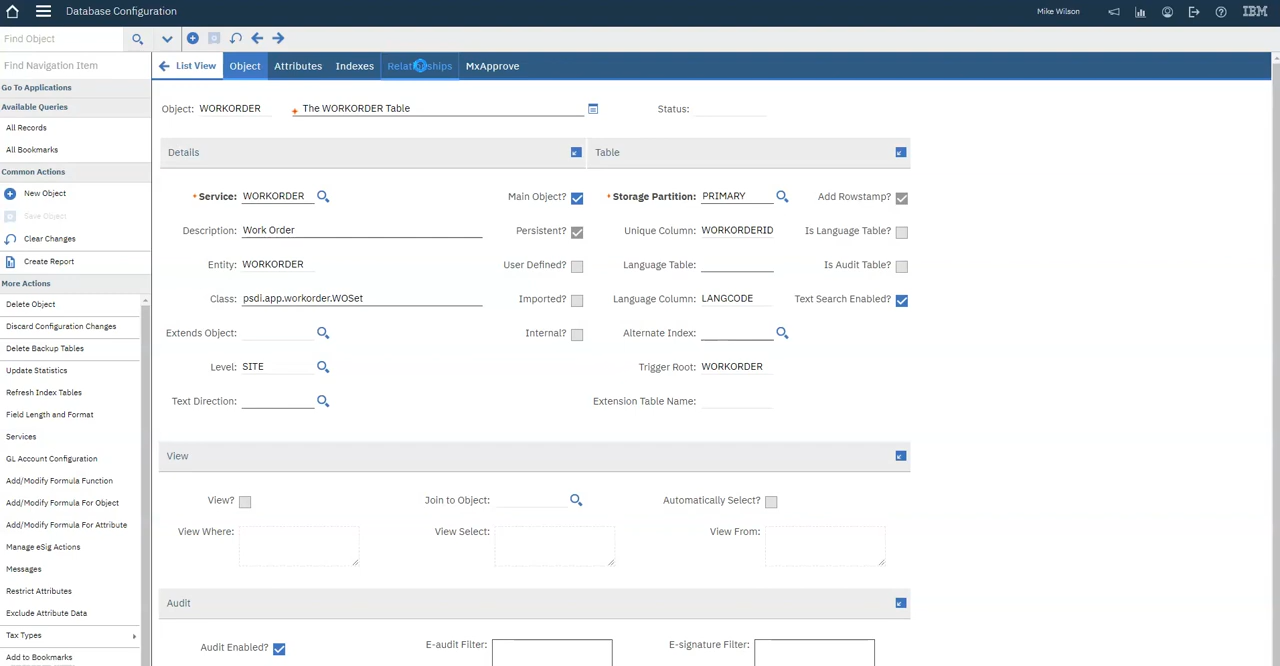 Database Configuration
Mike Wilson
IBM
Find Object
Find Navigation Item
Go To Applications
Available Queries
All Records
All Bookmarks
Common Actions
New Object
Save Object
Clear Changes
Create Report
More Actions
Delete Object
Discard Configuration Changes
Delete Backup Tables
Update Statistics
Refresh Index Tables
Field Length and Format
Services
GL Account Configuration
Add/Modify Formula Function
Add/Modify Formula For Object
Add/Modify Formula For Attribute
Manage eSig Actions
Messages
Restrict Attributes
Exclude Attribute Data
Tax Types
Add to Bookmarks
List View Object Attributes Indexes Relationships MxApprove
Object: WORKORDER The WORKORDER Table Status:
Details Table
Service: WORKORDER Main Object? Storage Partition: PRIMARY Add Rowstamp?
Description: Work Order Persistent? Unique Column: WORKORDERID Is Language Table?
Entity: WORKORDER User Defined? Language Table: Is Audit Table?
Class: psdi.app.workorder.WOSet Imported? Language Column: LANGCODE Text Search Enabled?
Extends Object: Internal? Alternate Index:
Level: SITE Trigger Root: WORKORDER
Text Direction: Extension Table Name:
View
View? Join to Object: Automatically Select?
View Where: View Select: View From:
Audit
Audit Enabled? E-audit Filter: E-signature Filter: